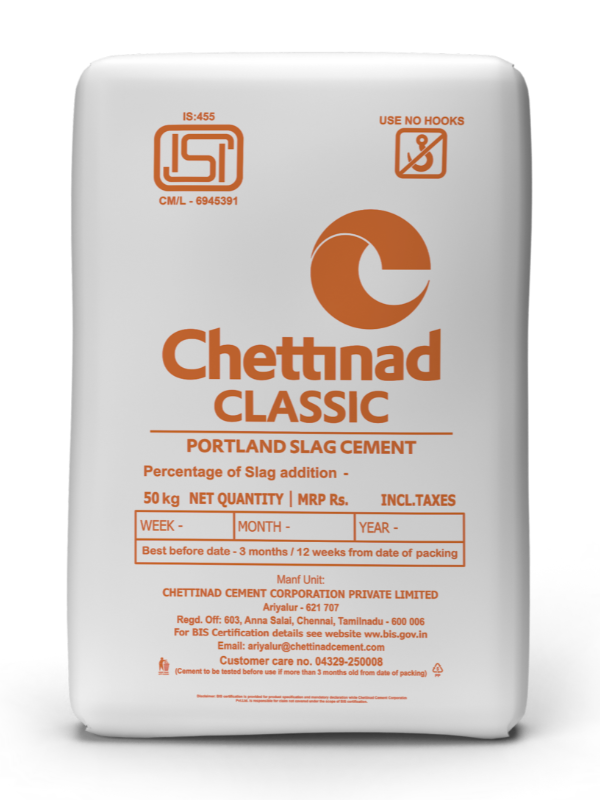 IS:455
ISI
CM/L - 6945391
USE NO HOOKS
Chettinad
CLASSIC
PORTLAND SLAG CEMENT
Percentage of Slag addition -
50 kg NET QUANTITY | MRP Rs. INCL.TAXES
WEEK - MONTH - YEAR -
Best before date - 3 months / 12 weeks from date of packing
Manf Unit:
CHETTINAD CEMENT CORPORATION PRIVATE LIMITED
Ariyalur - 621 707
Regd. Off: 603, Anna Salai, Chennai, Tamilnadu - 600 006
For BIS Certification details see website ww.bis.gov.in
Email: ariyalur@chettinadcement.com
Customer care no. 04329-250008
(Cement to be tested before use if more than 3 months old from date of packing)